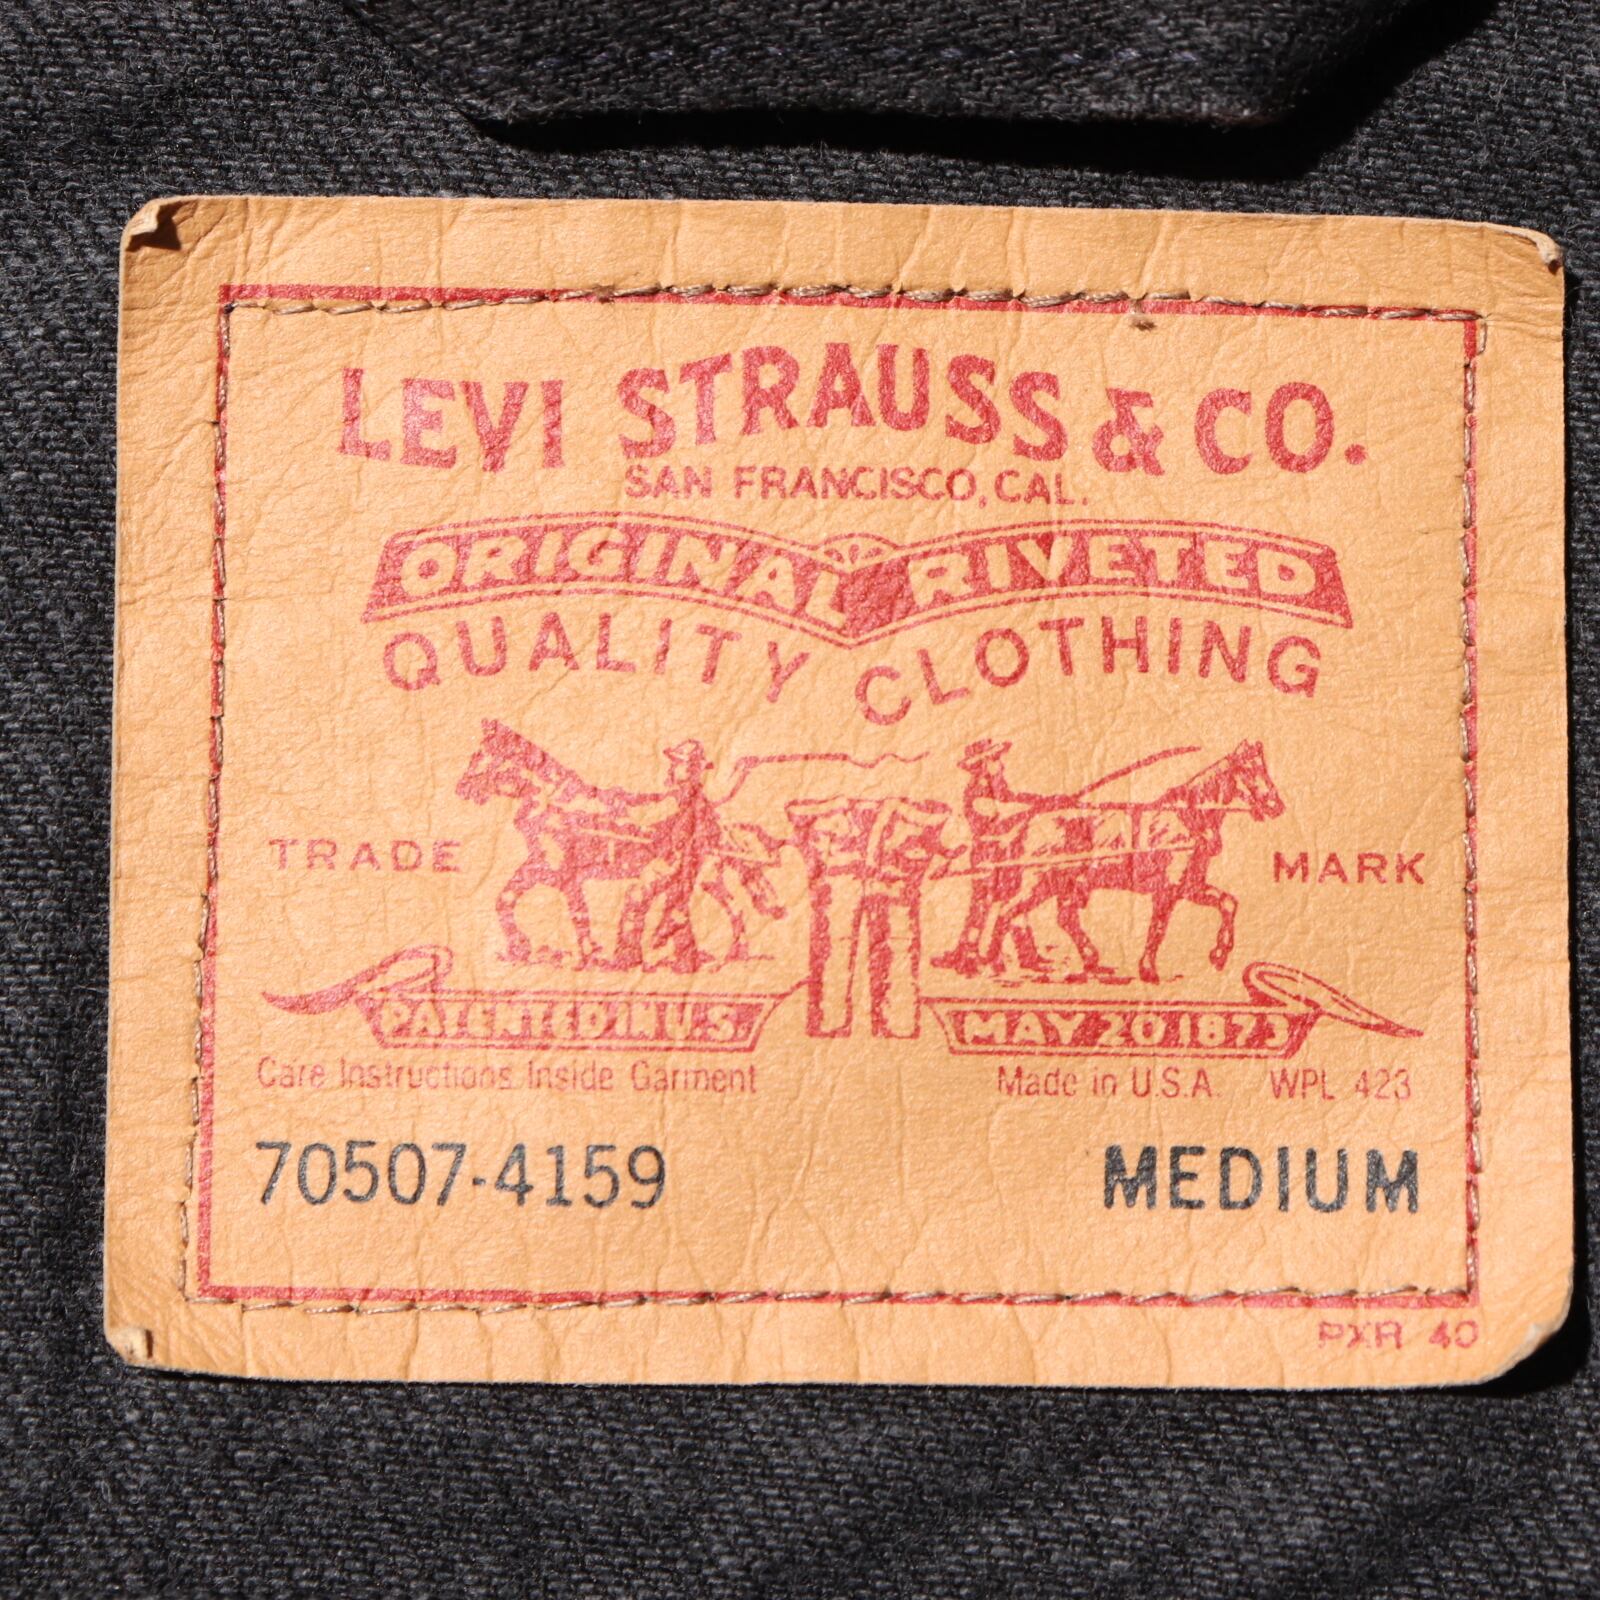 LEVI STRAUSS & CO.
SAN FRANCISCO, CAL.
ORIGINAL RIVETED
QUALITY CLOTHING
TRADE MARK
PATENTED IN U.S. MAY 20 1873
Care Instructions Inside Garment Made in U.S.A. WPL 423
70507-4159 MEDIUM
PXR 40